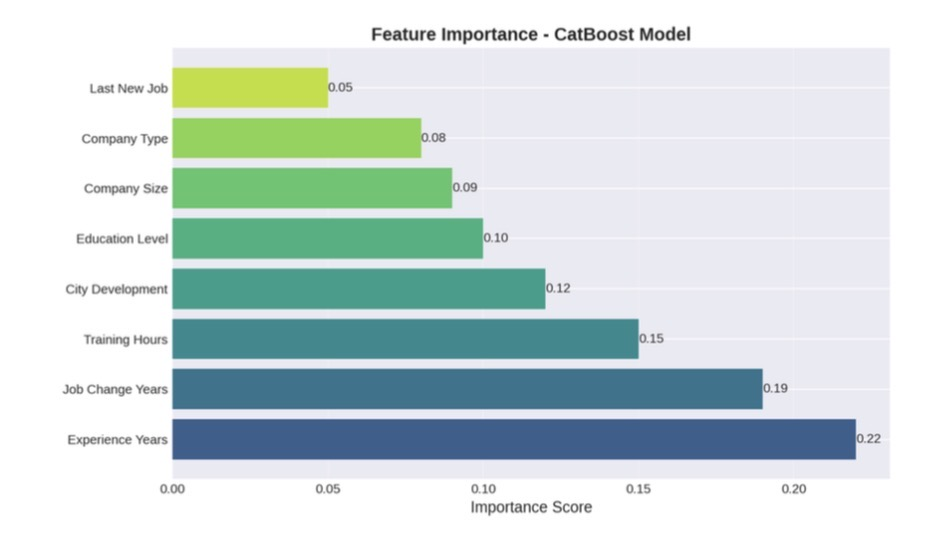 Feature Importance - CatBoost Model
Last New Job 0.05
Company Type 0.08
Company Size 0.09
Education Level 0.10
City Development 0.12
Training Hours 0.15
Job Change Years 0.19
Experience Years 0.22
0.00 0.05 0.10 0.15 0.20
Importance Score